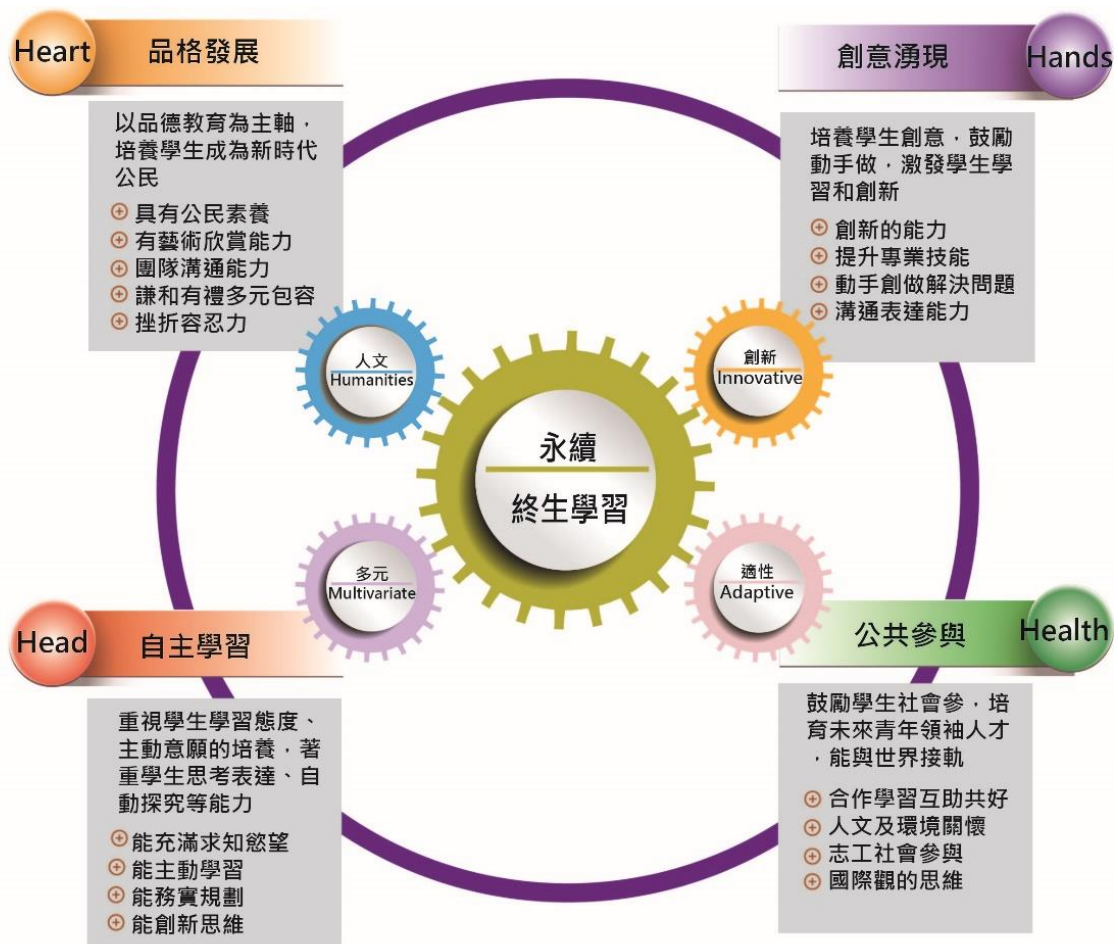 Heart
品格發展
以品德教育為主軸，
培養學生成為新時代
公民
具有公民素養
有藝術欣賞能力
團隊溝通能力
謙和有禮多元包容
挫折容忍力
創意湧現
Hands
培養學生創意，鼓勵
動手做，激發學生學
習和創新
創新的能力
提升專業技能
動手創做解決問題
溝通表達能力
人文
Humanities
創新
Innovative
永續
終生學習
多元
Multivariate
適性
Adaptive
Head
自主學習
重視學生學習態度、
主動意願的培養，著
重學生思考表達、自
動探究等能力
能充滿求知慾望
能主動學習
能務實規劃
能創新思維
公共參與
Health
鼓勵學生社會參，培
育未來青年領袖人才
，能與世界接軌
合作學習互助共好
人文及環境關懷
志工社會參與
國際觀的思維